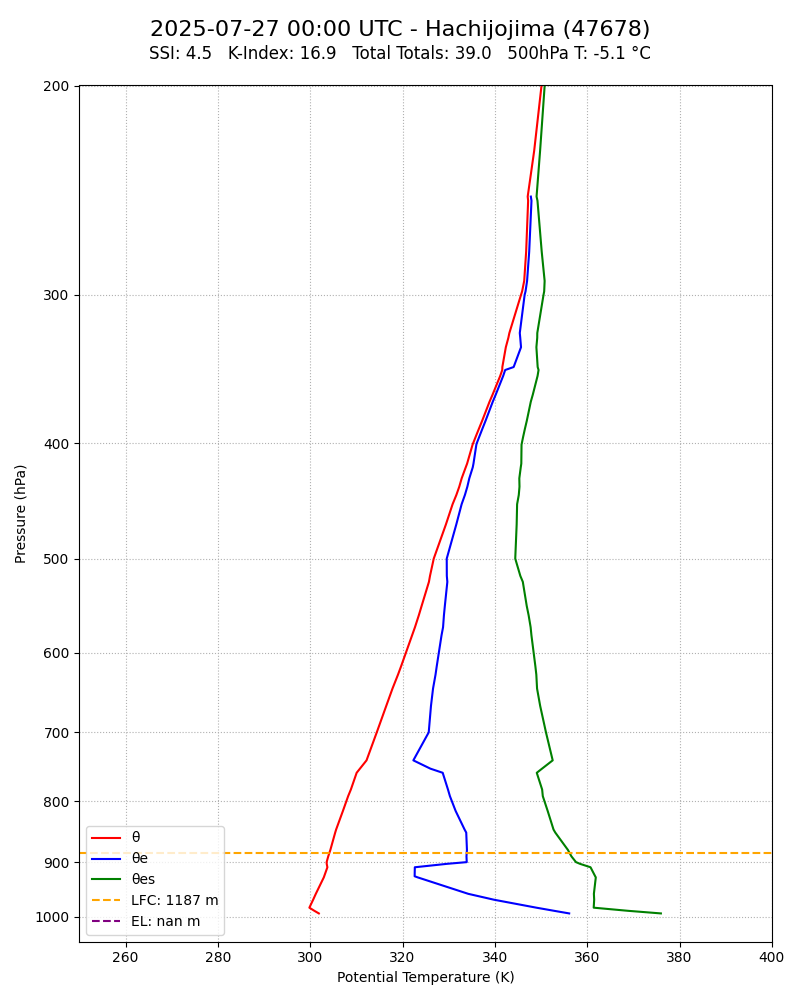 2025-07-27 00:00 UTC - Hachijojima (47678)
SSI: 4.5   K-Index: 16.9   Total Totals: 39.0   500hPa T: -5.1 °C
200
300
400
500
600
700
800
900
1000
Pressure (hPa)
θ
θe
θes
LFC: 1187 m
EL: nan m
260 280 300 320 340 360 380 400
Potential Temperature (K)